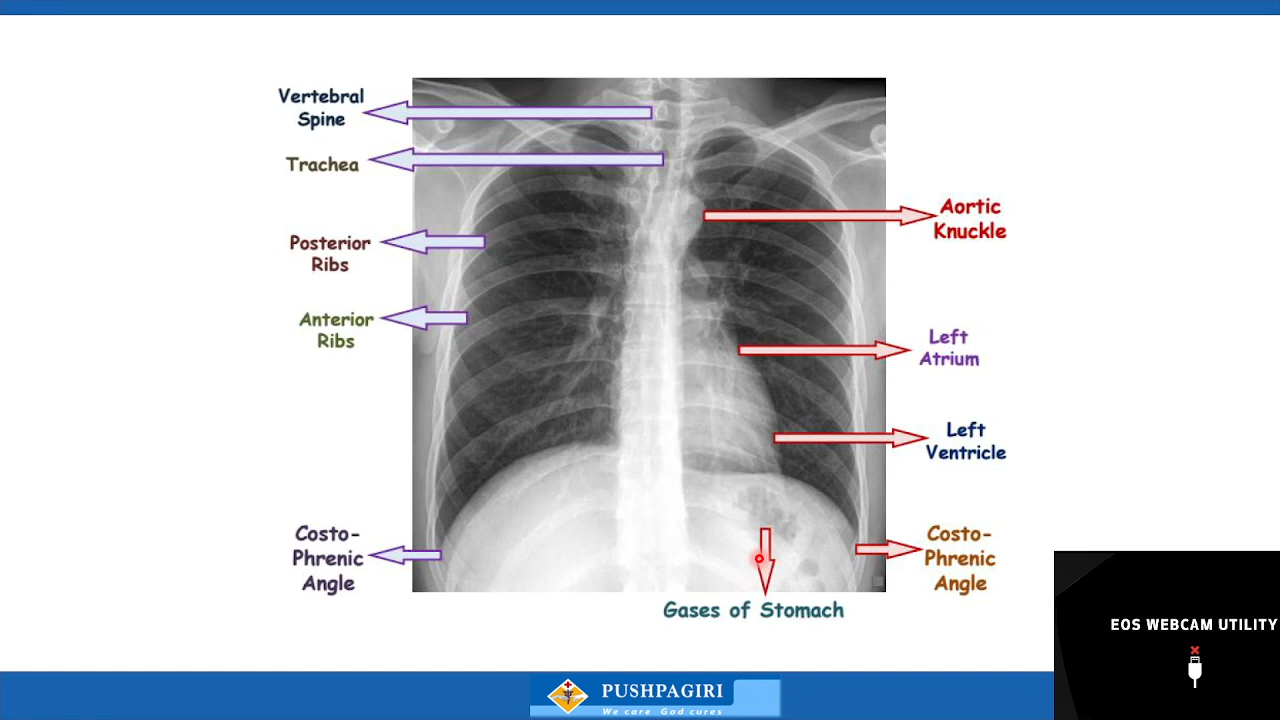 Vertebral
Spine
Trachea
Posterior
Ribs
Anterior
Ribs
Costo-
Phrenic
Angle
Aortic
Knuckle
Left
Atrium
Left
Ventricle
Costo-
Phrenic
Angle
Gases of Stomach
EOS WEBCAM UTILITY
PUSHPAGIRI
We care God cures